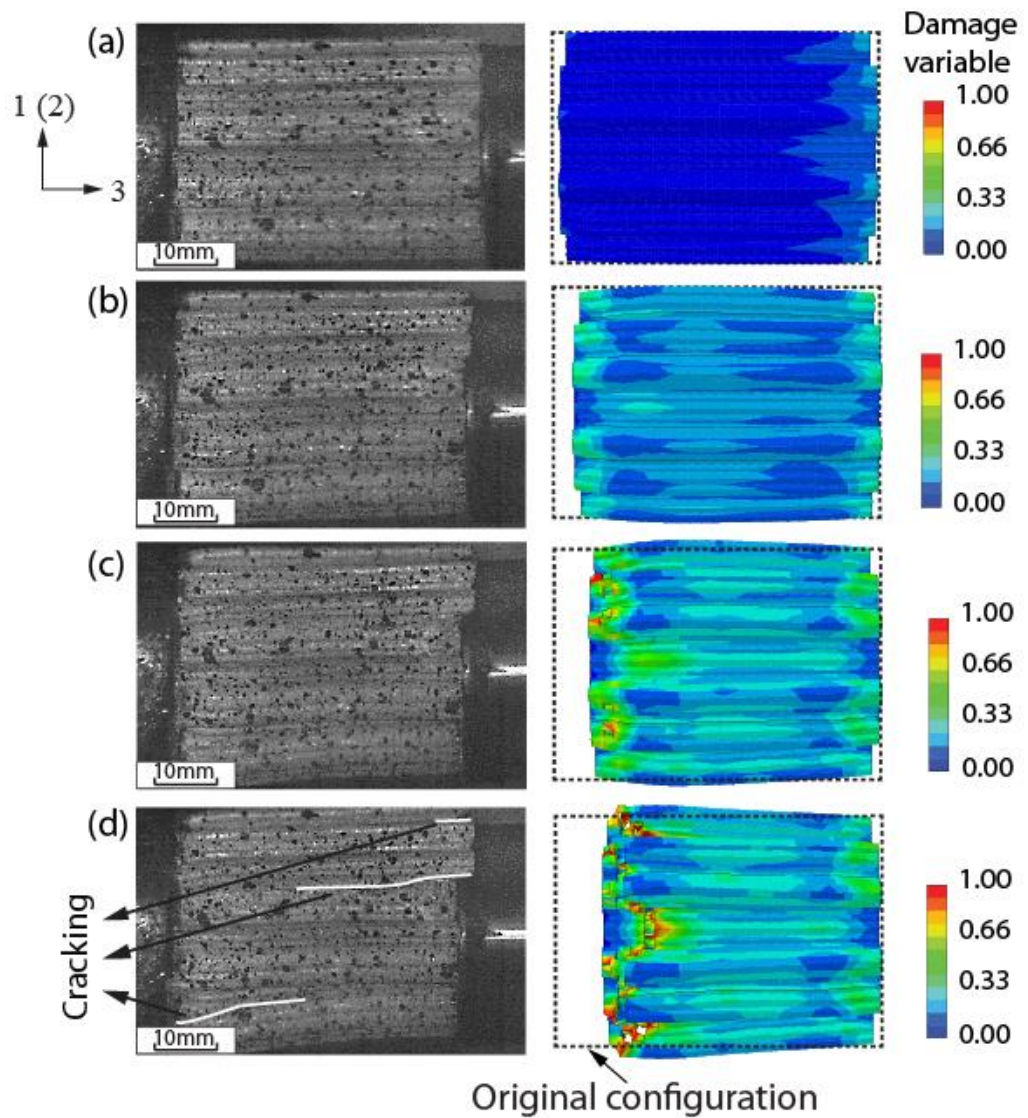 (a)
1 (2)
3
10mm
Damage
variable
1.00
0.66
0.33
0.00
(b)
10mm
1.00
0.66
0.33
0.00
(c)
10mm
1.00
0.66
0.33
0.00
(d)
Cracking
10mm
1.00
0.66
0.33
0.00
Original configuration